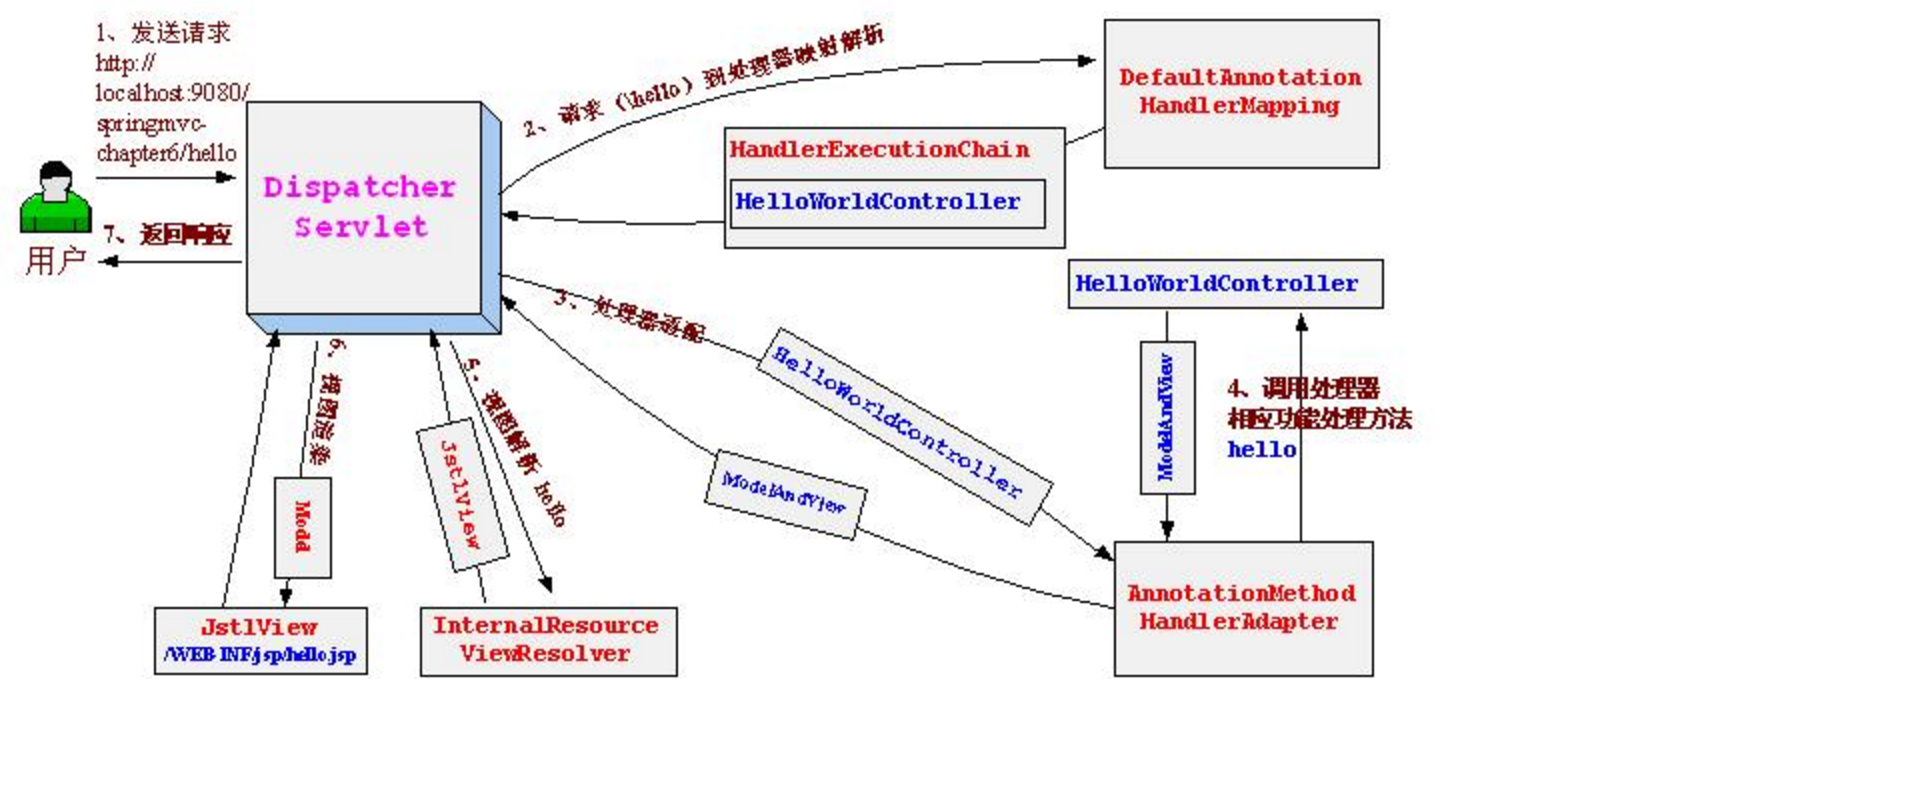 1、发送请求
http://
localhost:9080/
springmvc-
chapter6/hello
用户
7、返回响应
Dispatcher
Servlet
2、请求（\hello）到处理器映射解析
DefaultAnnotation
HandlerMapping
HandlerExecutionChain
HelloWorldController
3、处理器适配
HelloWorldController
HelloWorldController
ModelAndView
4、调用处理器
相应功能处理方法
hello
ModelAndView
AnnotationMethod
HandlerAdapter
5、视图解析 hello
JstlView
InternalResource
ViewResolver
6、视图渲染
Model
JstlView
/WEB-INF/jsp/hello.jsp